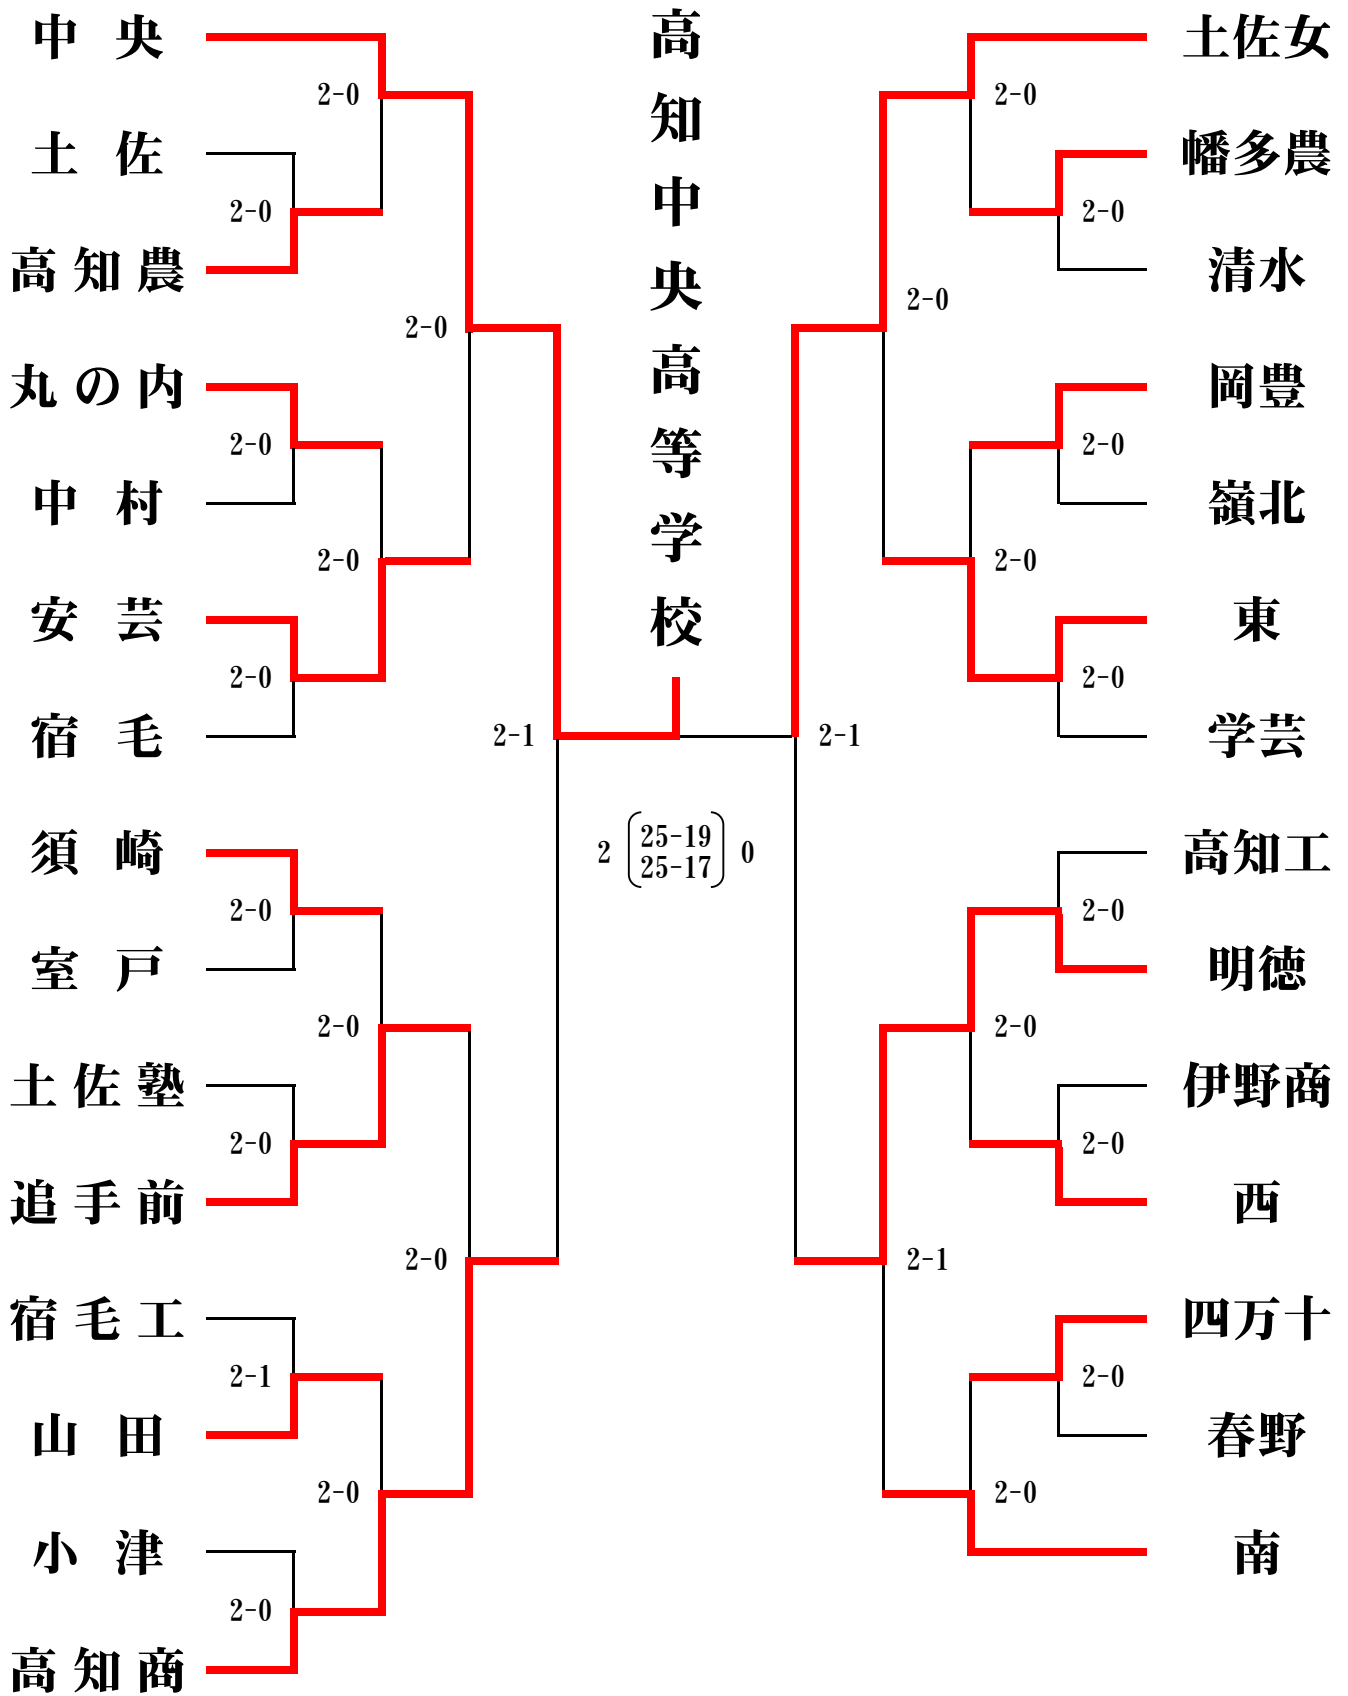 中央
2-0
土佐
2-0
高知農
2-0
丸の内
2-0
中村
2-0
安芸
2-0
宿毛
2-1
須崎
2-0
室戸
2-0
土佐塾
2-0
追手前
2-0
宿毛工
2-1
山田
2-0
小津
2-0
高知商
高知中央高等学校
2
25-19
25-17
0
土佐女
2-0
幡多農
2-0
清水
2-0
岡豊
2-0
嶺北
2-0
東
2-0
学芸
2-1
高知工
2-0
明徳
2-0
伊野商
2-0
西
2-1
四万十
2-0
春野
2-0
南